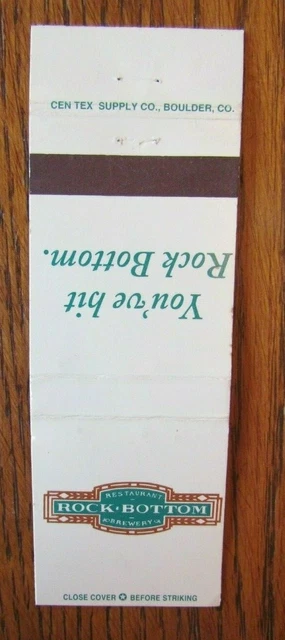 CEN TEX SUPPLY CO., BOULDER, CO.
You've hit
Rock Bottom.
RESTAURANT
ROCK•BOTTOM
& BREWERY
CLOSE COVER ✪ BEFORE STRIKING